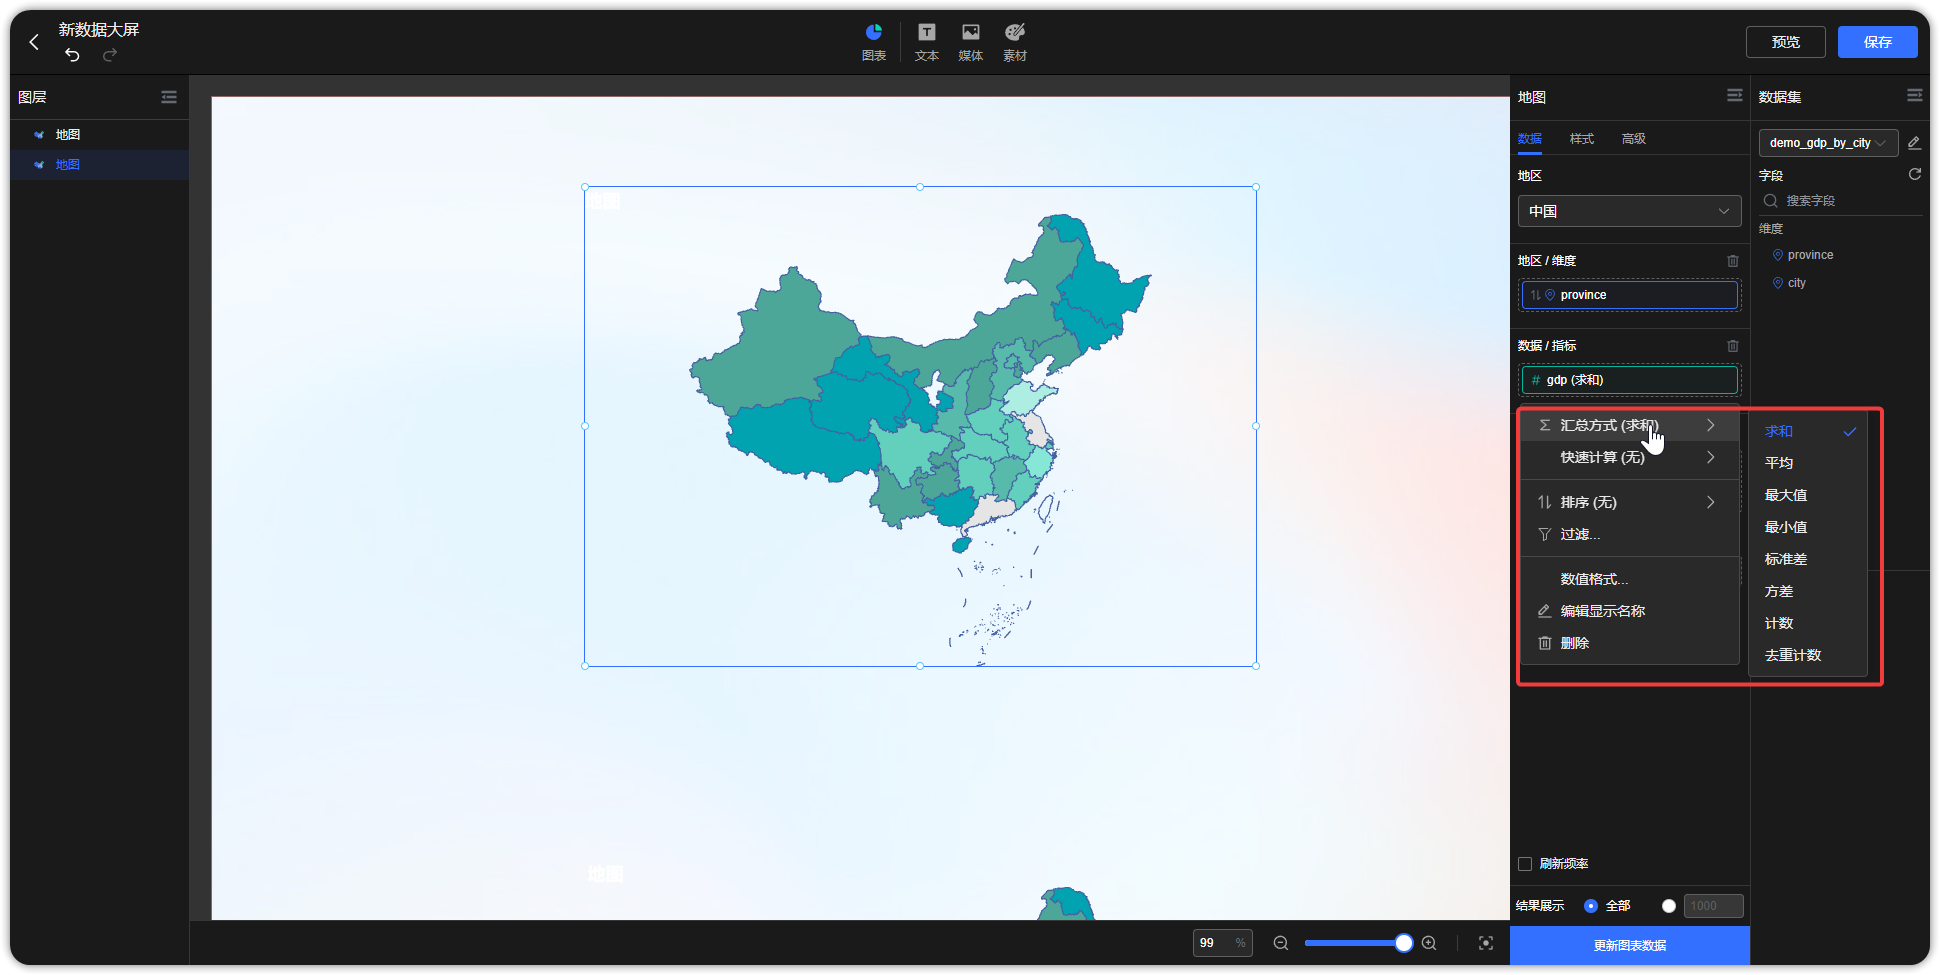 新数据大屏
图表
文本
媒体
素材
预览
保存
图层
地图
地图
地图
地图
地图
数据
样式
高级
地区
中国
地区 / 维度
province
数据 / 指标
gdp (求和)
汇总方式 (求和)
快速计算 (无)
排序 (无)
过滤...
数值格式...
编辑显示名称
删除
求和
平均
最大值
最小值
标准差
方差
计数
去重计数
刷新频率
结果展示
全部
1000
更新图表数据
数据集
demo_gdp_by_city
字段
搜索字段
维度
province
city
99 %